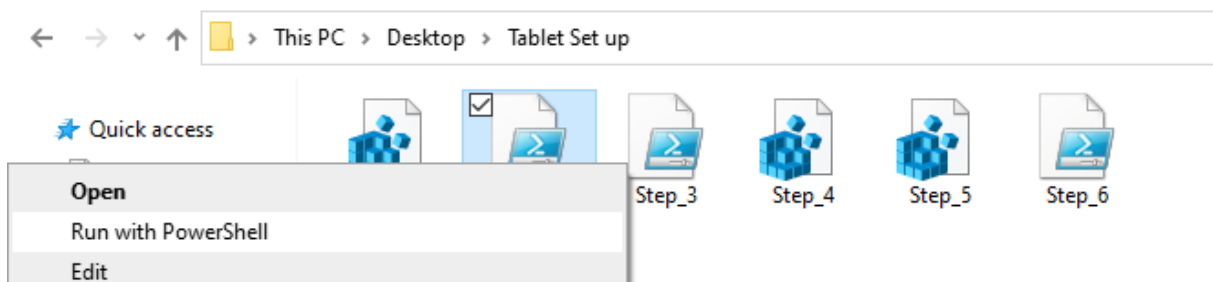 This PC > Desktop > Tablet Set up
Quick access
Step_3 Step_4 Step_5 Step_6
Open
Run with PowerShell
Edit